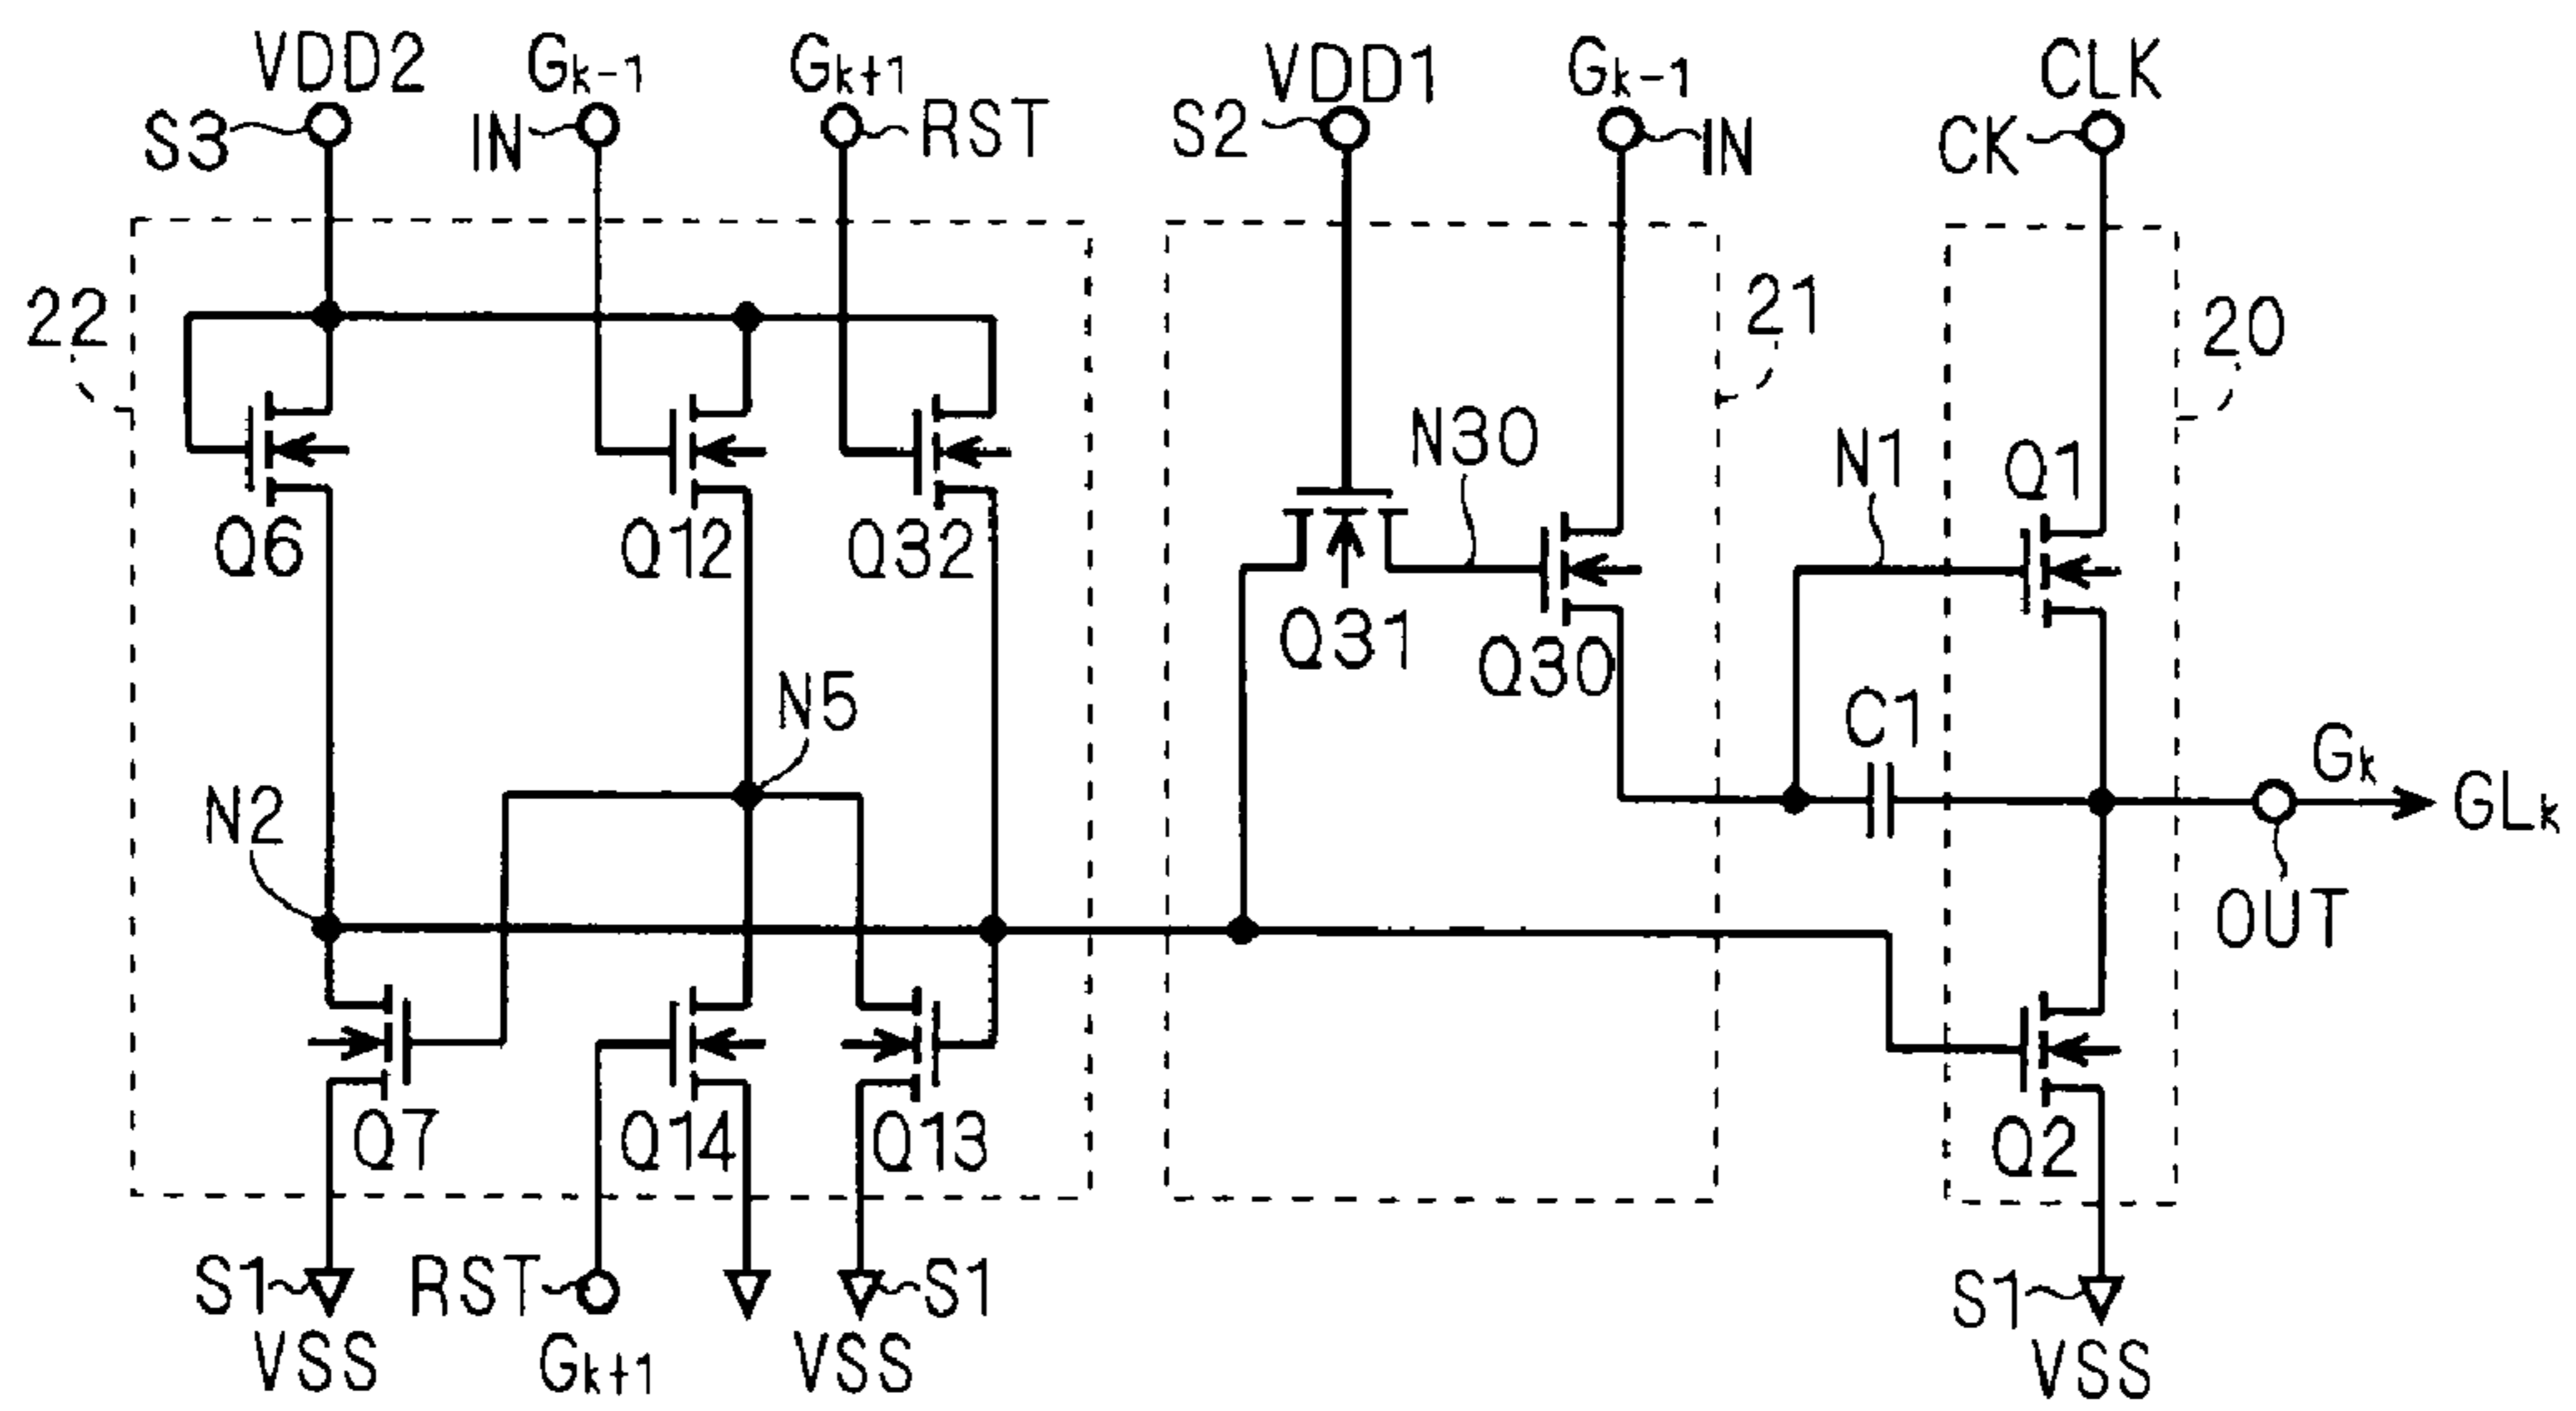 VDD2
Gk-1
Gk+1
VDD1
Gk-1
CLK
S3
IN
RST
S2
IN
CK
22
21
20
N30
N1
Q1
Q6
Q12
Q32
Q31
Q30
N5
C1
N2
Gk
GLk
OUT
Q7
Q14
Q13
Q2
S1
RST
S1
S1
VSS
Gk+1
VSS
VSS